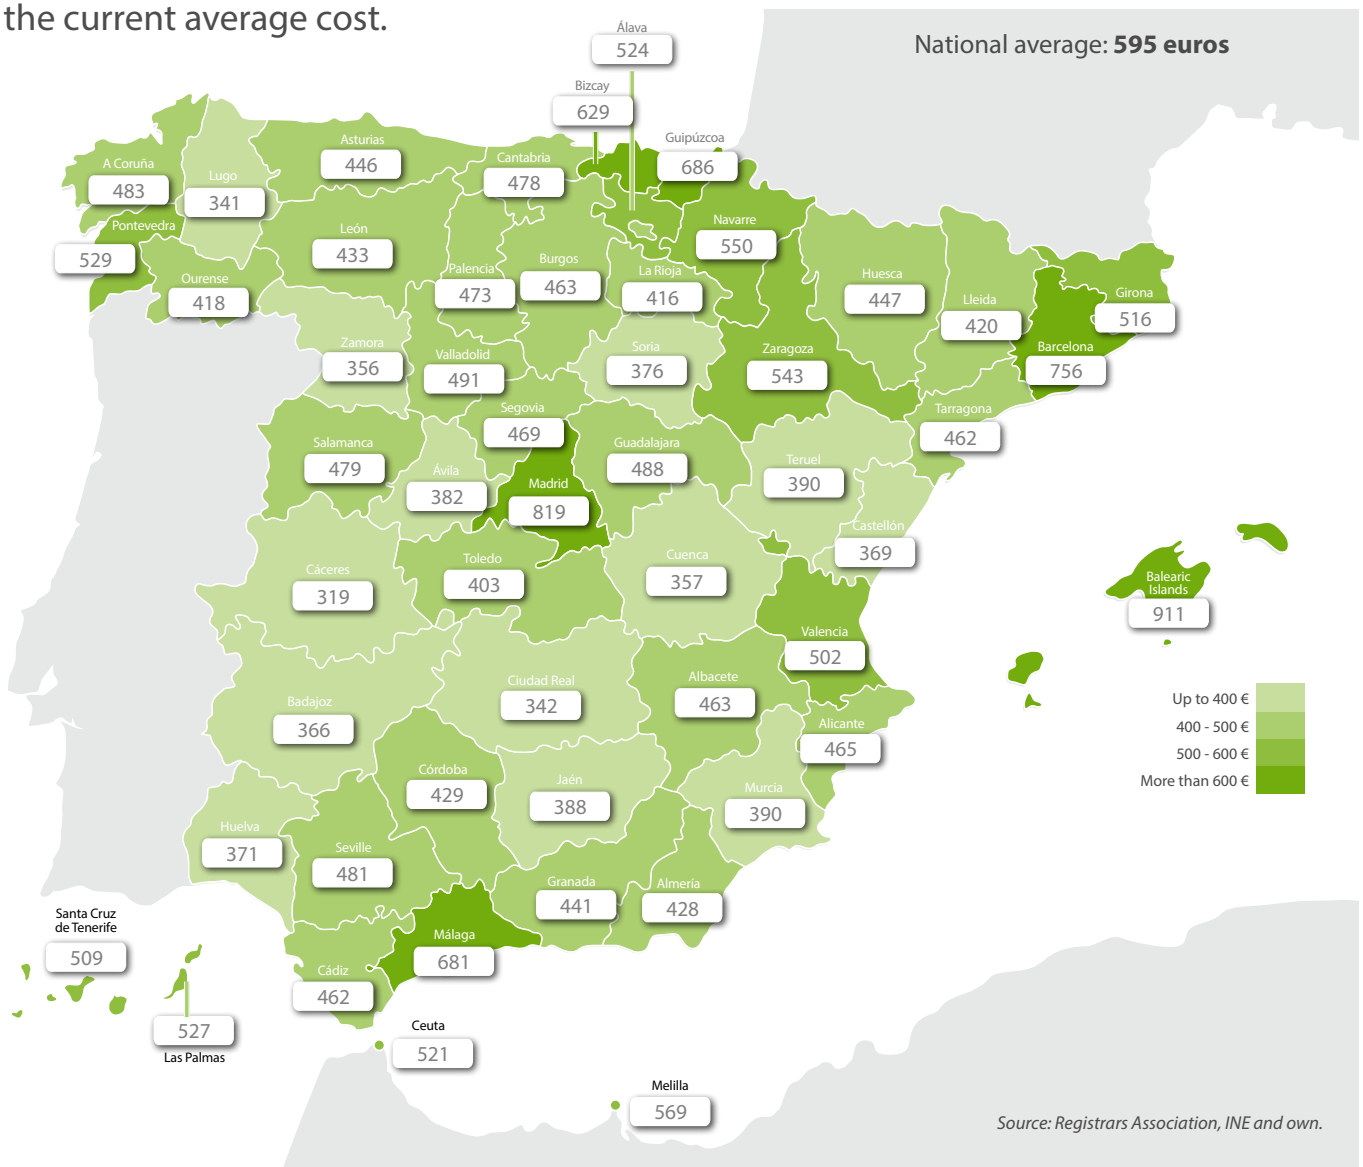 the current average cost.
National average: 595 euros
Álava
524
Bizcay
629
Guipúzcoa
686
Asturias
446
Cantabria
478
A Coruña
483
Lugo
341
Pontevedra
529
León
433
Navarre
550
Ourense
418
Palencia
473
Burgos
463
La Rioja
416
Huesca
447
Lleida
420
Girona
516
Zamora
356
Valladolid
491
Soria
376
Zaragoza
543
Barcelona
756
Segovia
469
Tarragona
462
Salamanca
479
Ávila
382
Madrid
819
Guadalajara
488
Teruel
390
Castellón
369
Cáceres
319
Toledo
403
Cuenca
357
Balearic
Islands
911
Valencia
502
Badajoz
366
Ciudad Real
342
Albacete
463
Alicante
465
Up to 400 €
400 - 500 €
500 - 600 €
More than 600 €
Córdoba
429
Jaén
388
Murcia
390
Huelva
371
Seville
481
Granada
441
Almería
428
Santa Cruz
de Tenerife
509
Málaga
681
Cádiz
462
527
Las Palmas
Ceuta
521
Melilla
569
Source: Registrars Association, INE and own.